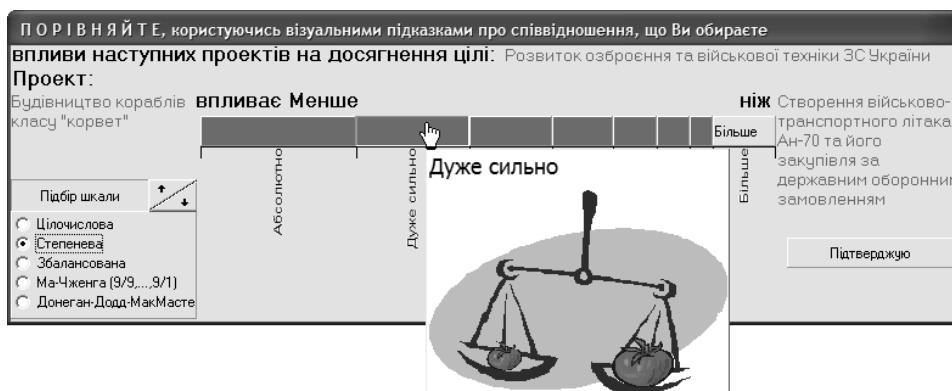 П О Р І В Н Я Й Т Е, користуючись візуальними підказками про співвідношення, що Ви обираєте
впливи наступних проектів на досягнення цілі: Розвиток озброєння та військової техніки ЗС України
Проект:
Будівництво кораблів
класу "корвет"
впливає Менше
ніж
Створення військово-
транспортного літака
Ан-70 та його
закупівля за
державним оборонним
замовленням
Більше
Абсолютно
Дуже сильно
Більше
Дуже сильно
Підбір шкали
Цілочислова
Степенева
Збалансована
Ма-Чженга (9/9,...,9/1)
Донеган-Додд-МакМасте
Підтверджую